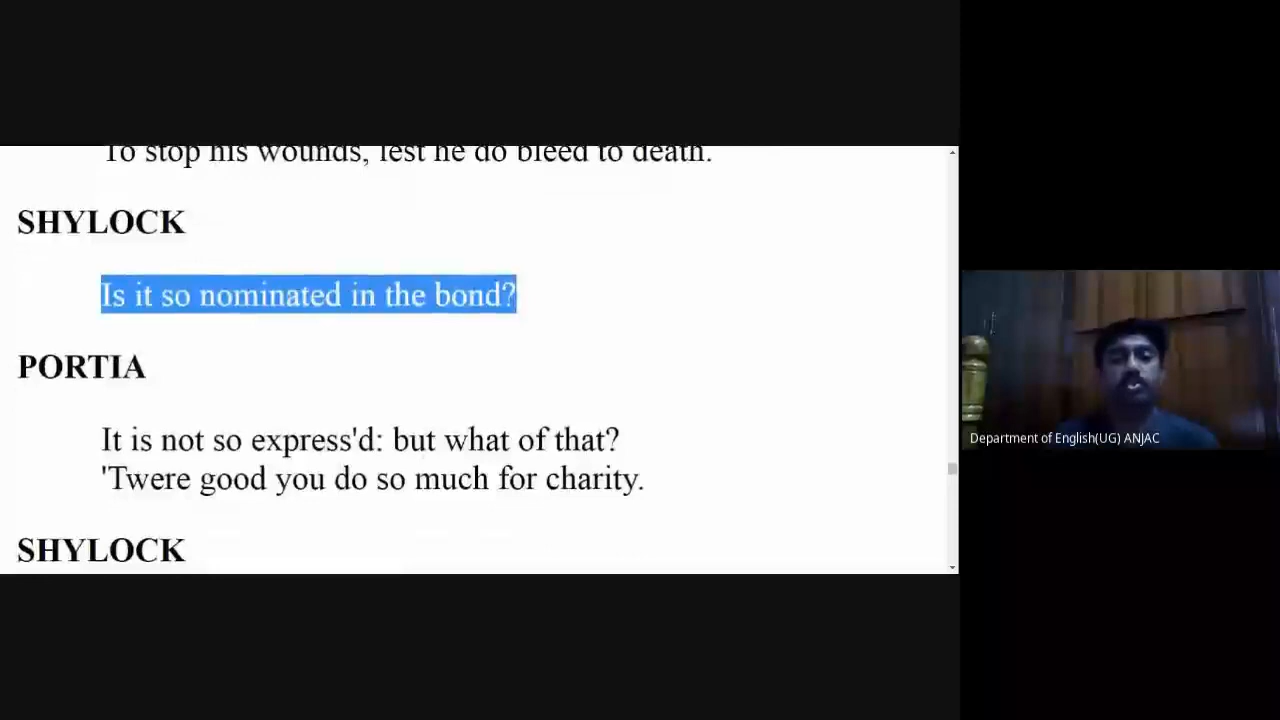 To stop his wounds, lest he do bleed to death.
SHYLOCK
Is it so nominated in the bond?
PORTIA
It is not so express'd: but what of that?
'Twere good you do so much for charity.
SHYLOCK
Department of English(UG) ANJAC